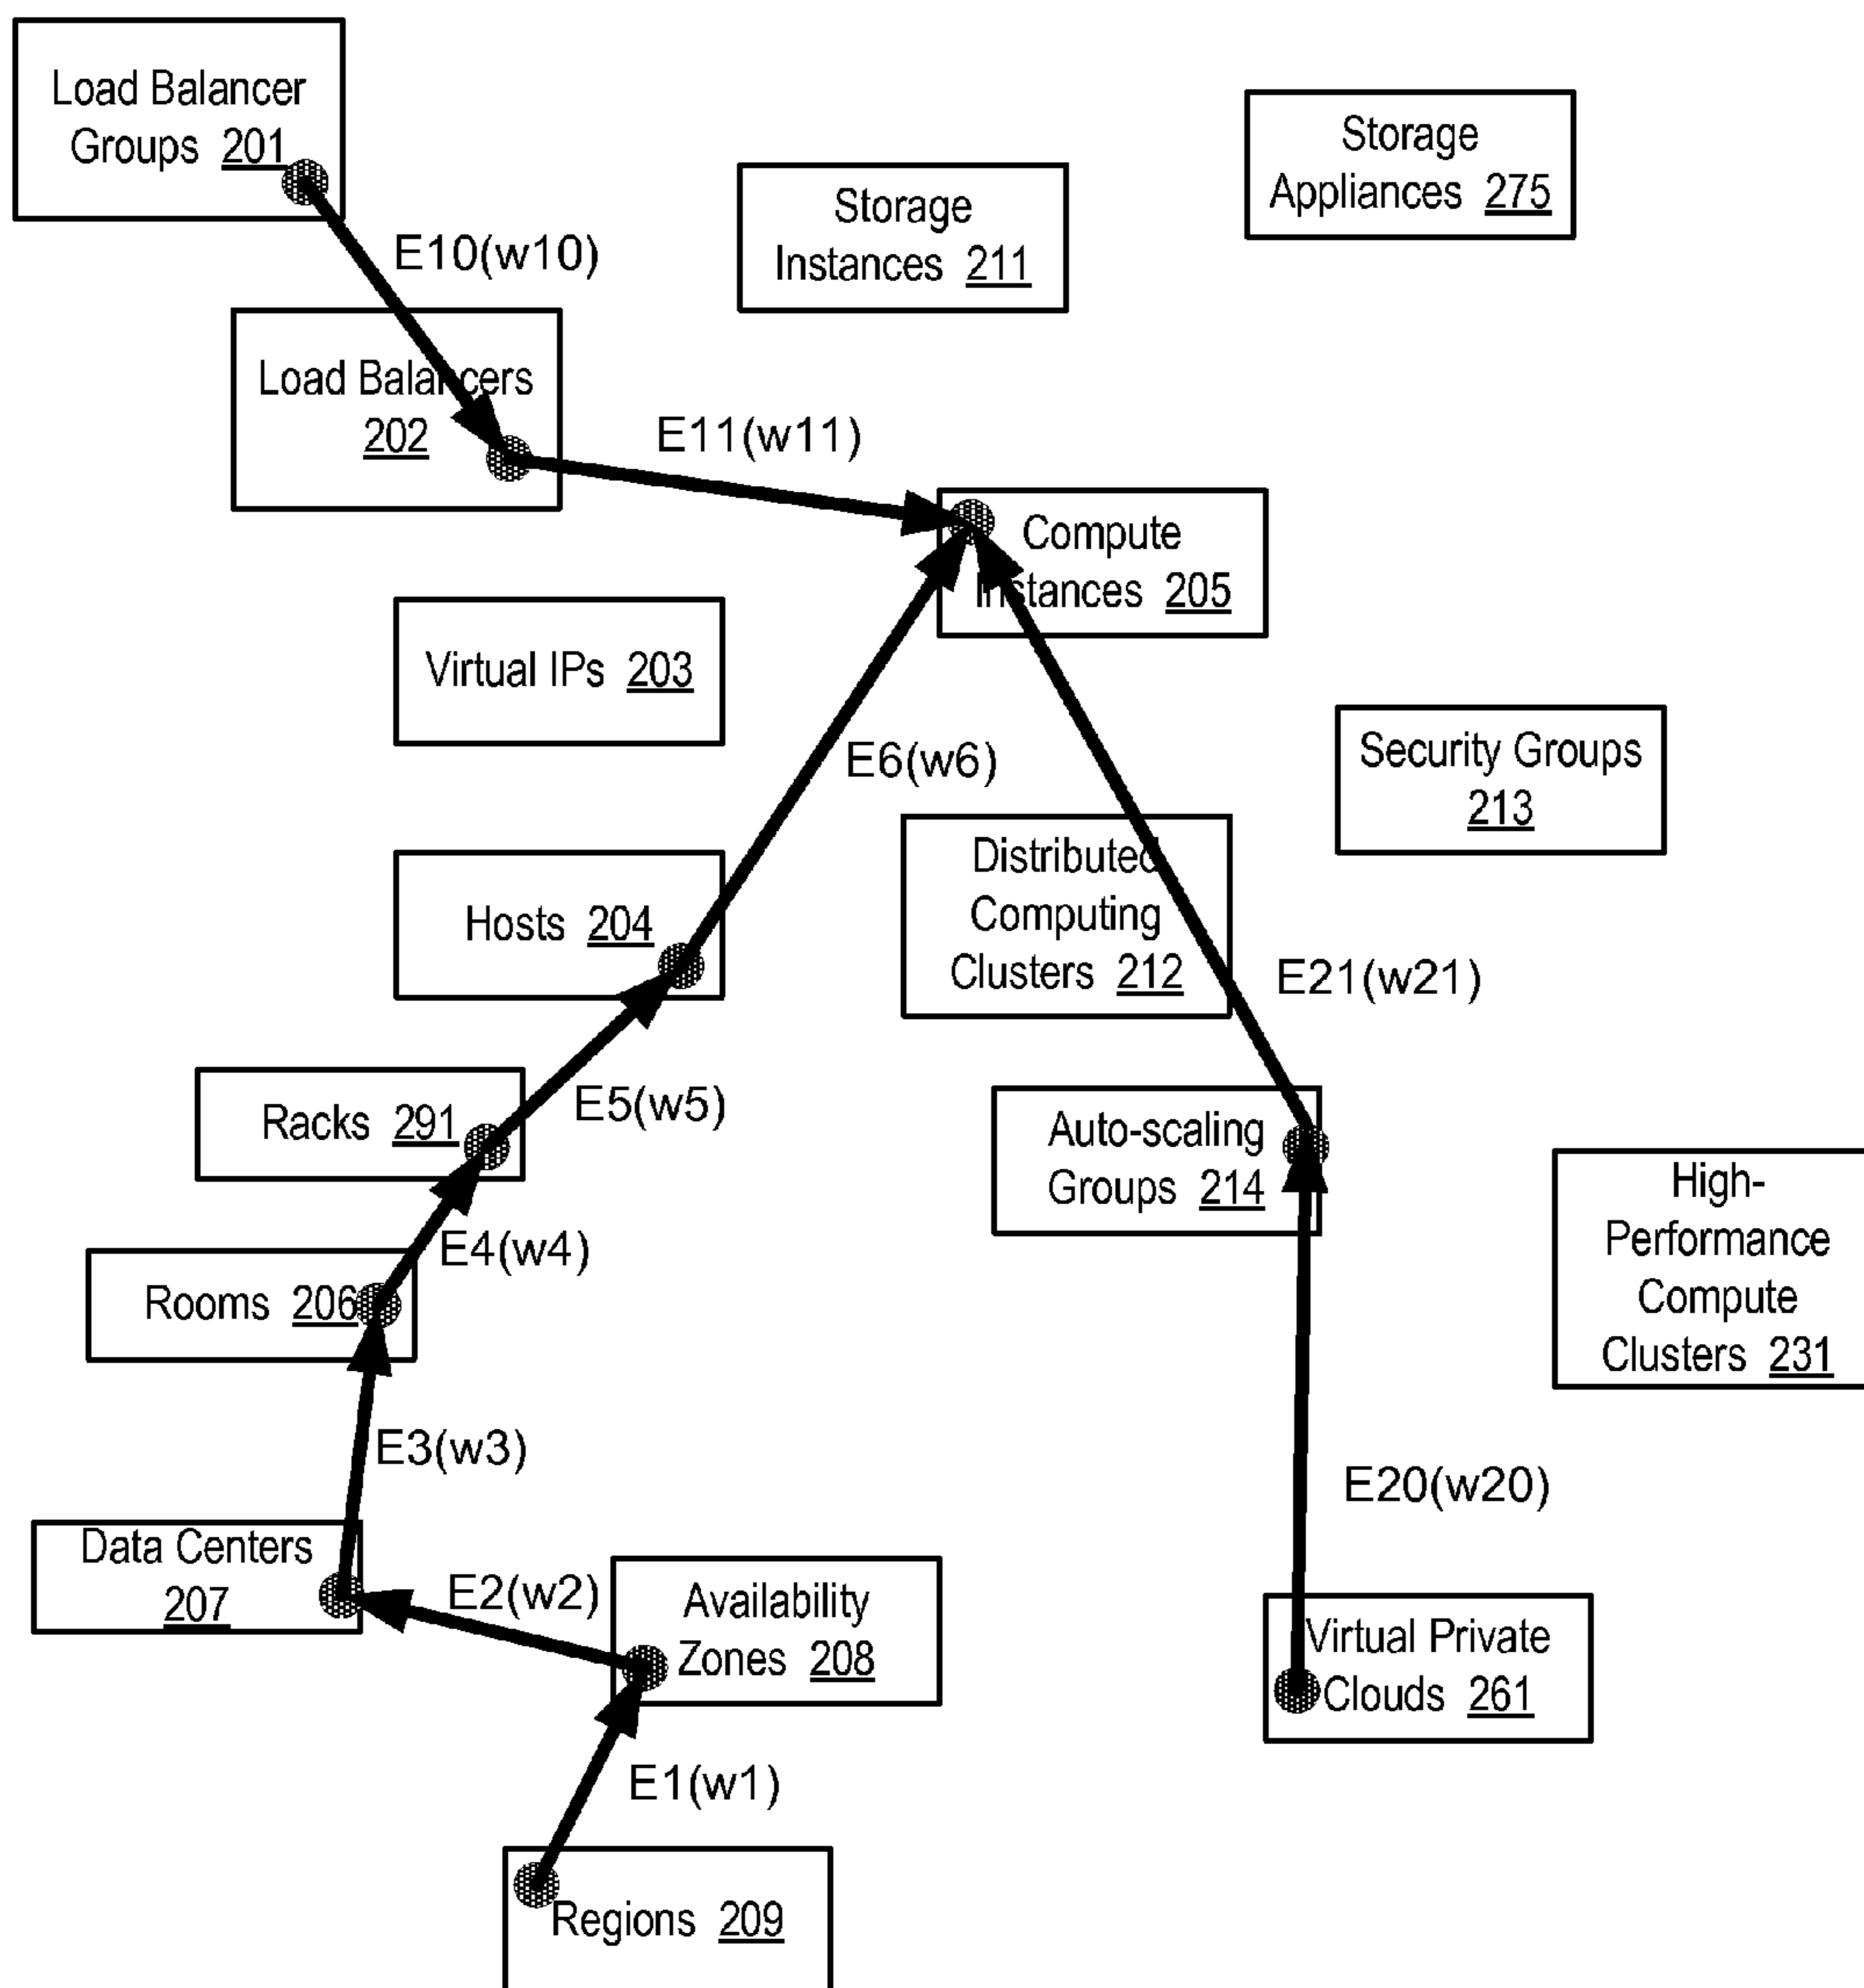 Load Balancer
Groups 201
Storage
Appliances 275
Storage
Instances 211
E10(w10)
Load Balancers
202
E11(w11)
Compute
Instances 205
Virtual IPs 203
E6(w6)
Security Groups
213
Distributed
Computing
Clusters 212
Hosts 204
E21(w21)
Racks 291
E5(w5)
Auto-scaling
Groups 214
High-
Performance
Compute
Clusters 231
E4(w4)
Rooms 206
E3(w3)
E20(w20)
Data Centers
207
E2(w2)
Availability
Zones 208
Virtual Private
Clouds 261
E1(w1)
Regions 209